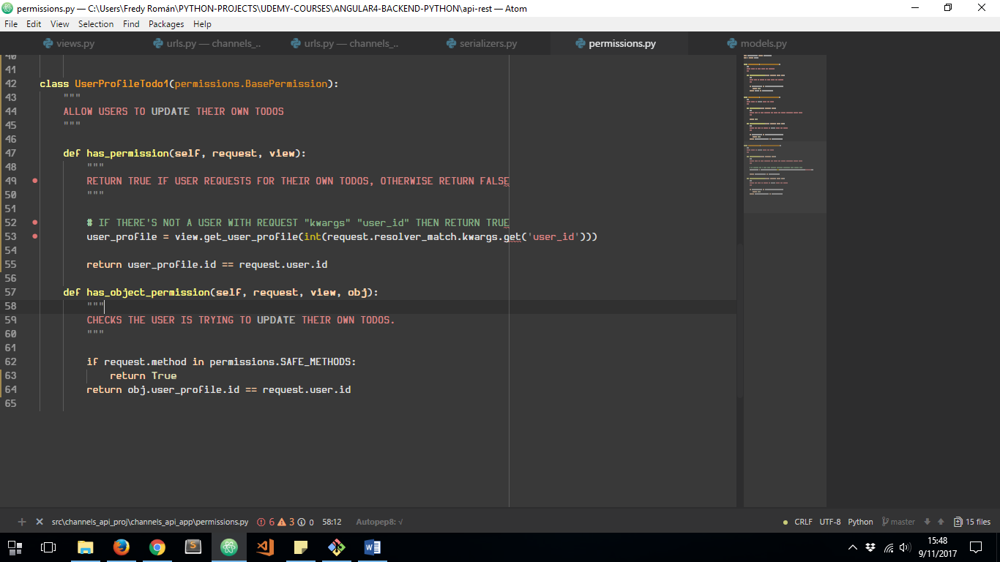 permissions.py — C:\Users\Fredy Román\PYTHON-PROJECTS\UDEMY-COURSES\ANGULAR4-BACKEND-PYTHON\api-rest — Atom
File Edit View Selection Find Packages Help
views.py urls.py — channels_.. urls.py — channels_.. serializers.py permissions.py models.py
40
41
42 class UserProfileTodo1(permissions.BasePermission):
43 """
44 ALLOW USERS TO UPDATE THEIR OWN TODOS
45 """
46
47 def has_permission(self, request, view):
48 """
49 RETURN TRUE IF USER REQUESTS FOR THEIR OWN TODOS, OTHERWISE RETURN FALSE
50 """
51
52 # IF THERE'S NOT A USER WITH REQUEST "kwargs" "user_id" THEN RETURN TRUE
53 user_profile = view.get_user_profile(int(request.resolver_match.kwargs.get('user_id')))
54
55 return user_profile.id == request.user.id
56
57 def has_object_permission(self, request, view, obj):
58 """
59 CHECKS THE USER IS TRYING TO UPDATE THEIR OWN TODOS.
60 """
61
62 if request.method in permissions.SAFE_METHODS:
63 return True
64 return obj.user_profile.id == request.user.id
65
src\channels_api_proj\channels_api_app\permissions.py 6 3 0 58:12 Autopep8: √ CRLF UTF-8 Python master 15 files
15:48
9/11/2017